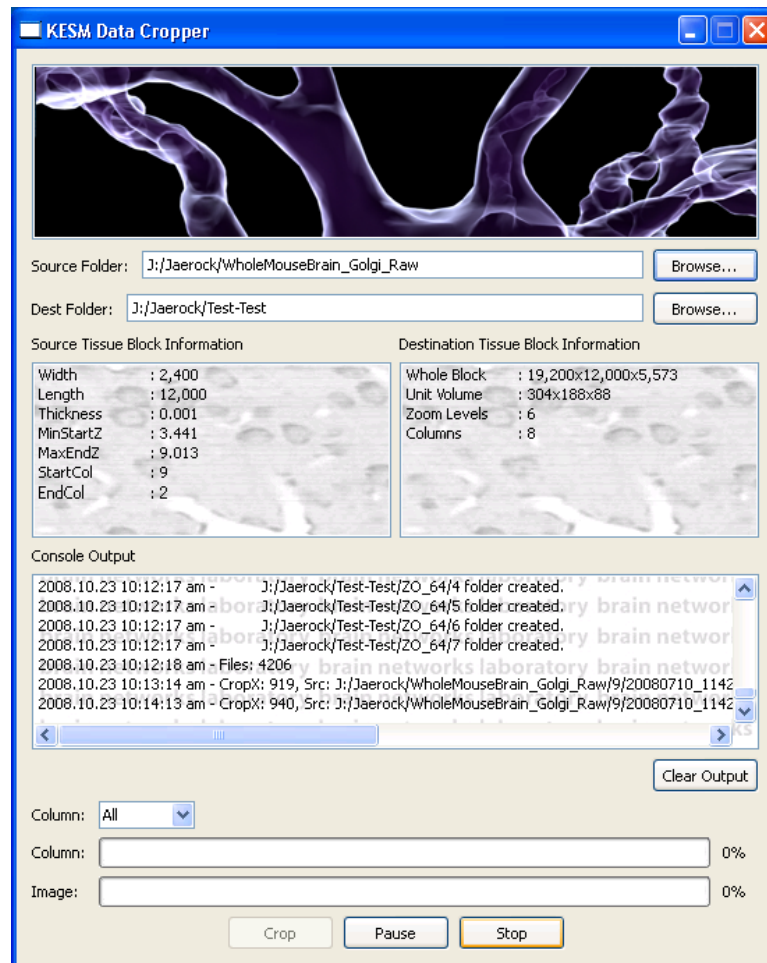 KESM Data Cropper
Source Folder: J:/Jaerock/WholeMouseBrain_Golgi_Raw Browse...
Dest Folder: J:/Jaerock/Test-Test Browse...
Source Tissue Block Information
Width : 2,400
Length : 12,000
Thickness : 0.001
MinStartZ : 3.441
MaxEndZ : 9.013
StartCol : 9
EndCol : 2
Destination Tissue Block Information
Whole Block : 19,200x12,000x5,573
Unit Volume : 304x188x88
Zoom Levels : 6
Columns : 8
Console Output
2008.10.23 10:12:17 am - J:/Jaerock/Test-Test/ZO_64/4 folder created.
2008.10.23 10:12:17 am - J:/Jaerock/Test-Test/ZO_64/5 folder created.
2008.10.23 10:12:17 am - J:/Jaerock/Test-Test/ZO_64/6 folder created.
2008.10.23 10:12:17 am - J:/Jaerock/Test-Test/ZO_64/7 folder created.
2008.10.23 10:12:18 am - Files: 4206
2008.10.23 10:13:14 am - CropX: 919, Src: J:/Jaerock/WholeMouseBrain_Golgi_Raw/9/20080710_1142
2008.10.23 10:14:13 am - CropX: 940, Src: J:/Jaerock/WholeMouseBrain_Golgi_Raw/9/20080710_1142
Clear Output
Column: All
Column: 0%
Image: 0%
Crop Pause Stop